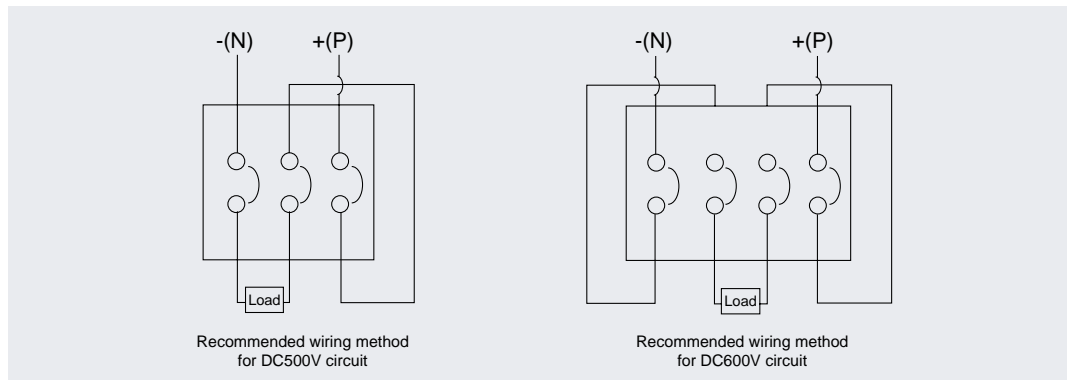 -(N) +(P)
Load
Recommended wiring method
for DC500V circuit
-(N) +(P)
Load
Recommended wiring method
for DC600V circuit